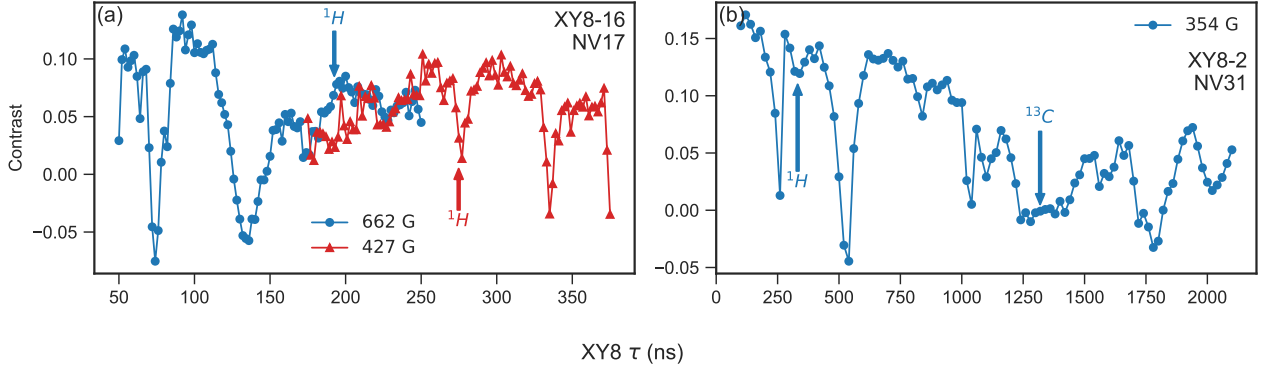 (a)
XY8-16
NV17
¹H
¹H
662 G
427 G
Contrast
0.10
0.05
0.00
−0.05
50
100
150
200
250
300
350
(b)
354 G
XY8-2
NV31
¹³C
¹H
0.15
0.10
0.05
0.00
−0.05
0
250
500
750
1000
1250
1500
1750
2000
XY8 τ (ns)